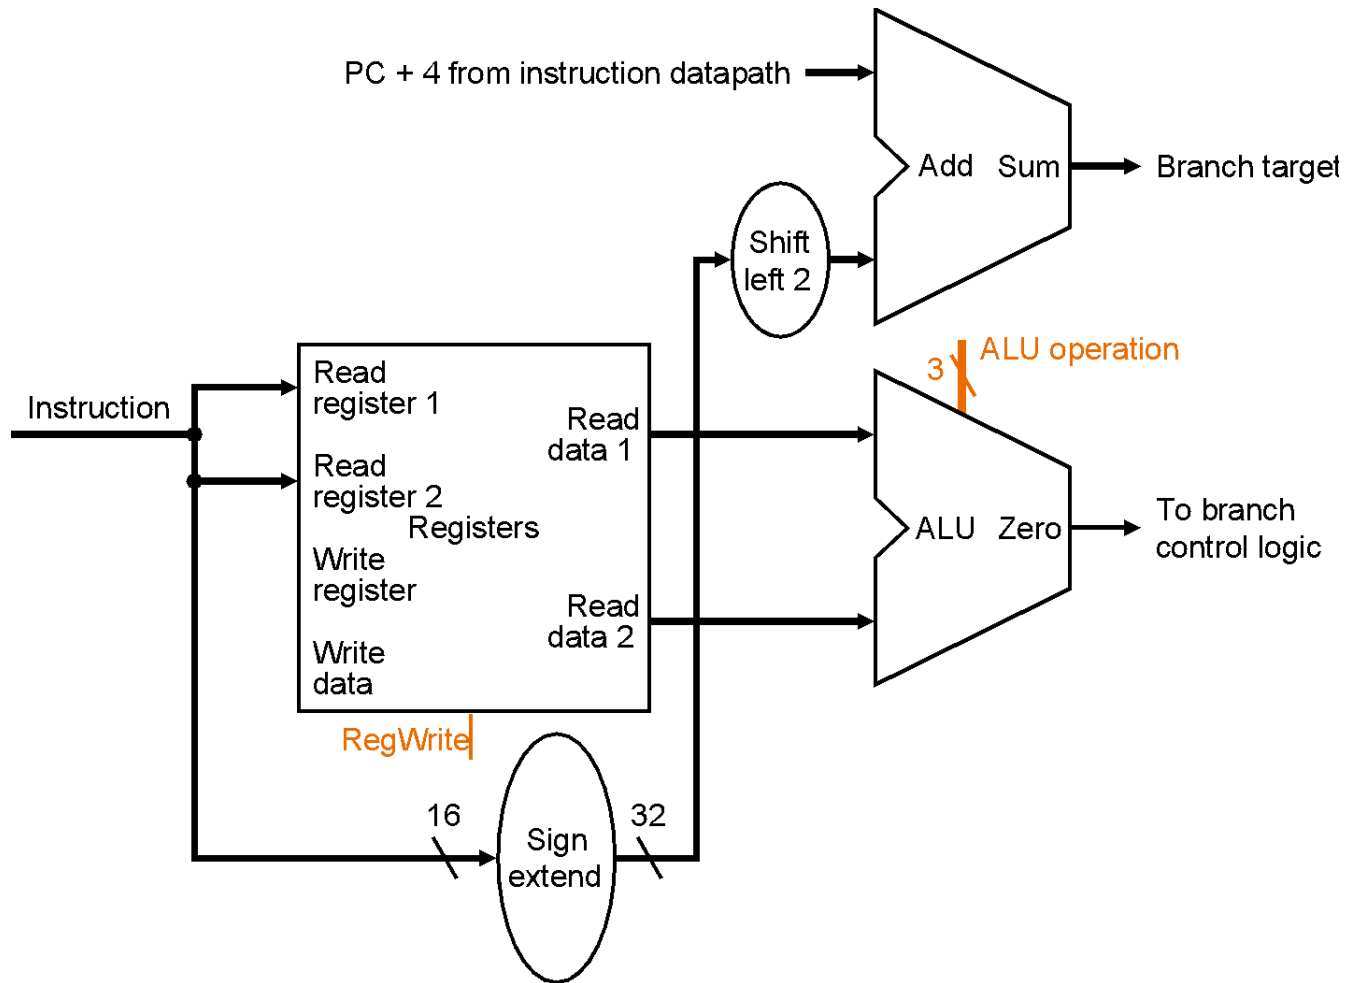 PC + 4 from instruction datapath
Add Sum
Branch target
Shift
left 2
ALU operation
3
Instruction
Read
register 1
Read
data 1
Read
register 2
Registers
ALU Zero
To branch
control logic
Write
register
Read
data 2
Write
data
RegWrite
16
32
Sign
extend